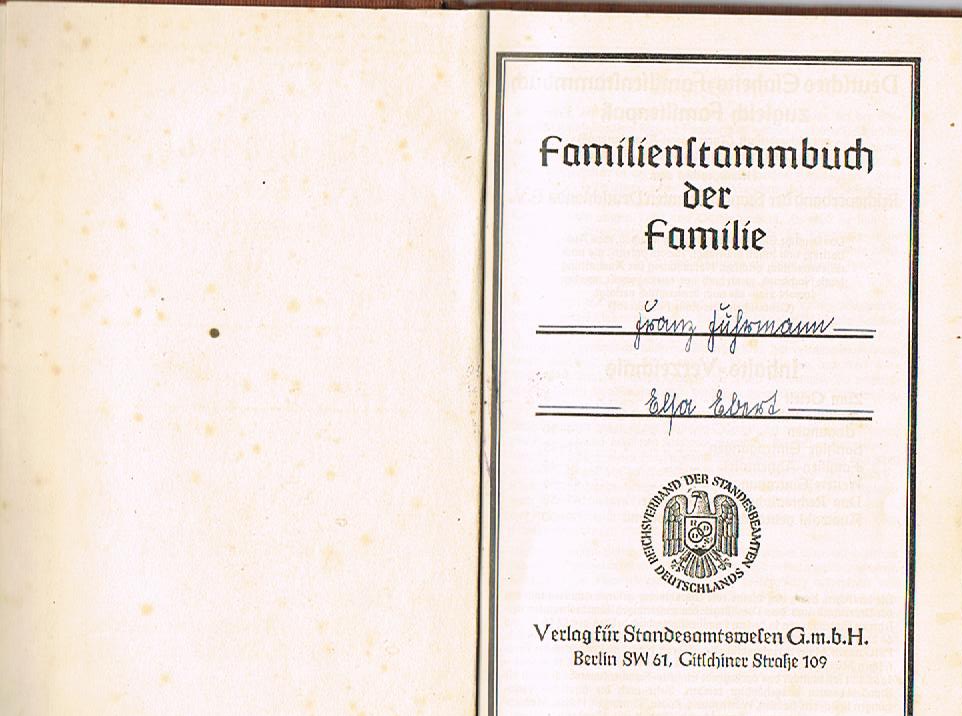 Familienstammbuch
der
Familie
Franz Fuhrmann
Elsa Ebert
REICHSVERBAND DER STANDESBEAMTEN DEUTSCHLANDS
Verlag für Standesamtswesen G.m.b.H.
Berlin SW 61, Gitschiner Straße 109